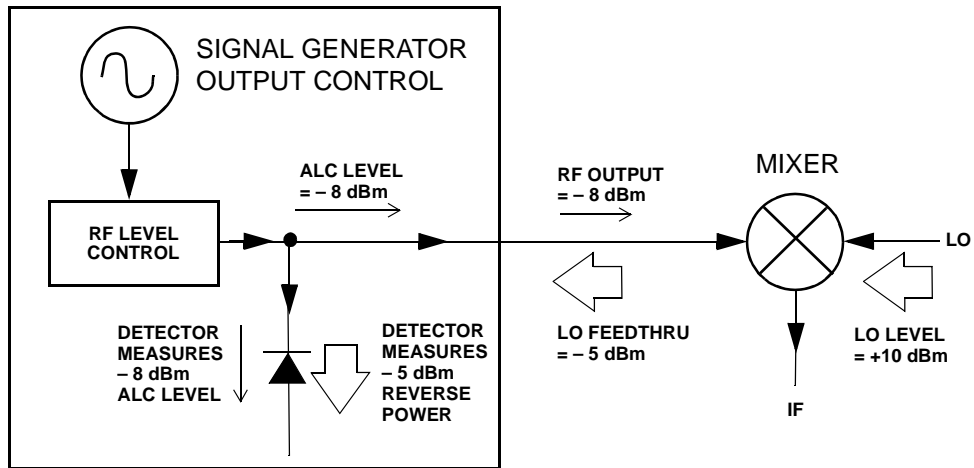 SIGNAL GENERATOR
OUTPUT CONTROL
ALC LEVEL
= – 8 dBm
RF OUTPUT
= – 8 dBm
MIXER
RF LEVEL
CONTROL
LO
DETECTOR
MEASURES
– 8 dBm
ALC LEVEL
DETECTOR
MEASURES
– 5 dBm
REVERSE
POWER
LO FEEDTHRU
= – 5 dBm
LO LEVEL
= +10 dBm
IF